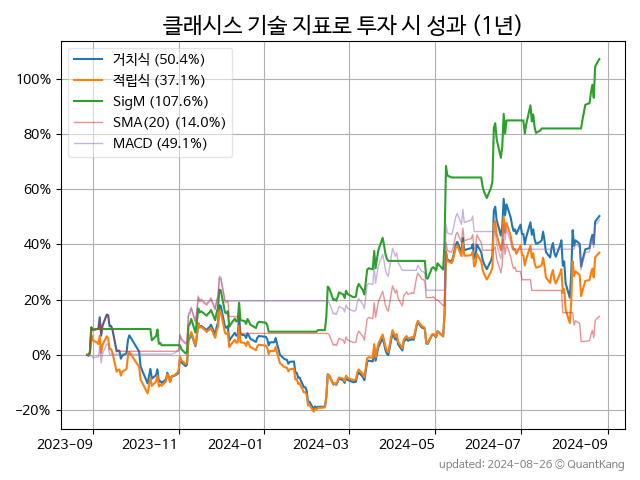 클래시스 기술 지표로 투자 시 성과 (1년)
거치식 (50.4%)
적립식 (37.1%)
SigM (107.6%)
SMA(20) (14.0%)
MACD (49.1%)
100%
80%
60%
40%
20%
0%
−20%
2023-09 2023-11 2024-01 2024-03 2024-05 2024-07 2024-09
updated: 2024-08-26 © QuantKang